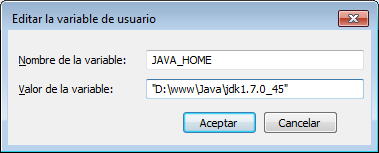 Editar la variable de usuario
Nombre de la variable: JAVA_HOME
Valor de la variable: "D:\www\Java\jdk1.7.0_45"
Aceptar Cancelar